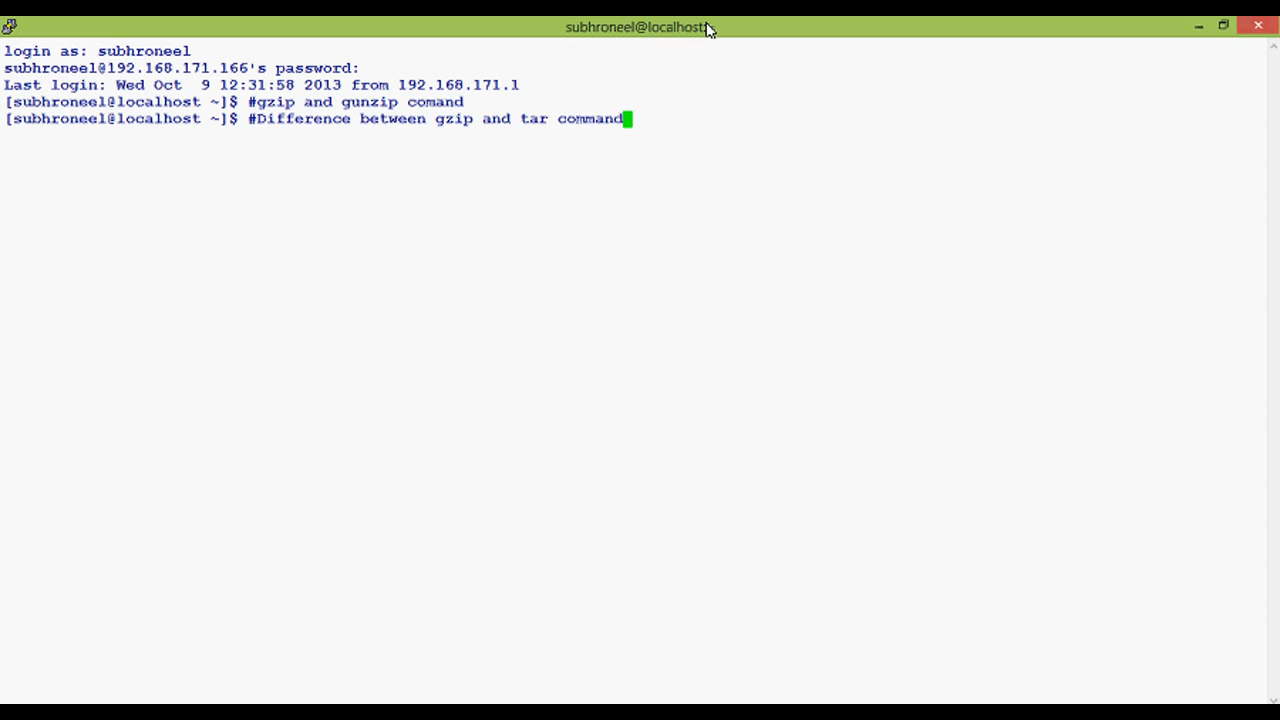 subhroneel@localhost:~
login as: subhroneel
subhroneel@192.168.171.166's password:
Last login: Wed Oct  9 12:31:58 2013 from 192.168.171.1
[subhroneel@localhost ~]$ #gzip and gunzip comand
[subhroneel@localhost ~]$ #Difference between gzip and tar command